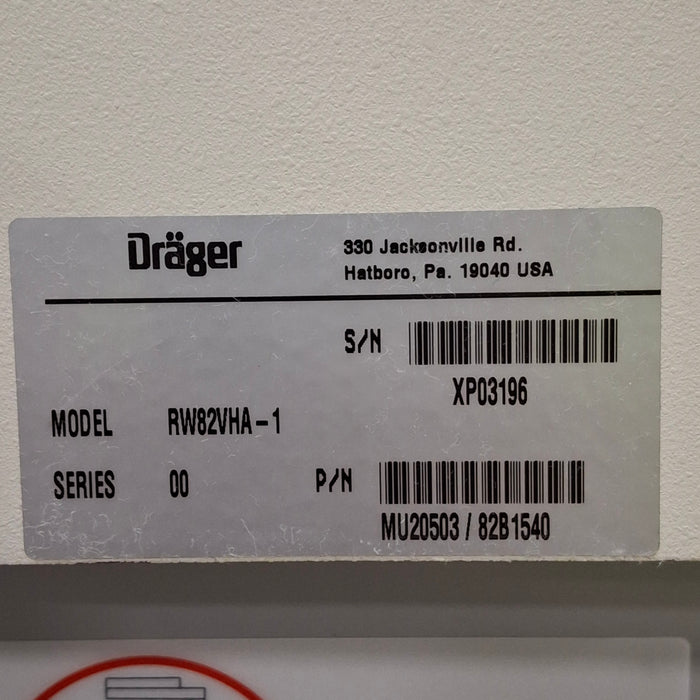 Dräger
330 Jacksonville Rd.
Hatboro, Pa. 19040 USA
S/N
XP03196
MODEL RW82VHA-1
SERIES 00
P/N
MU20503 / 82B1540